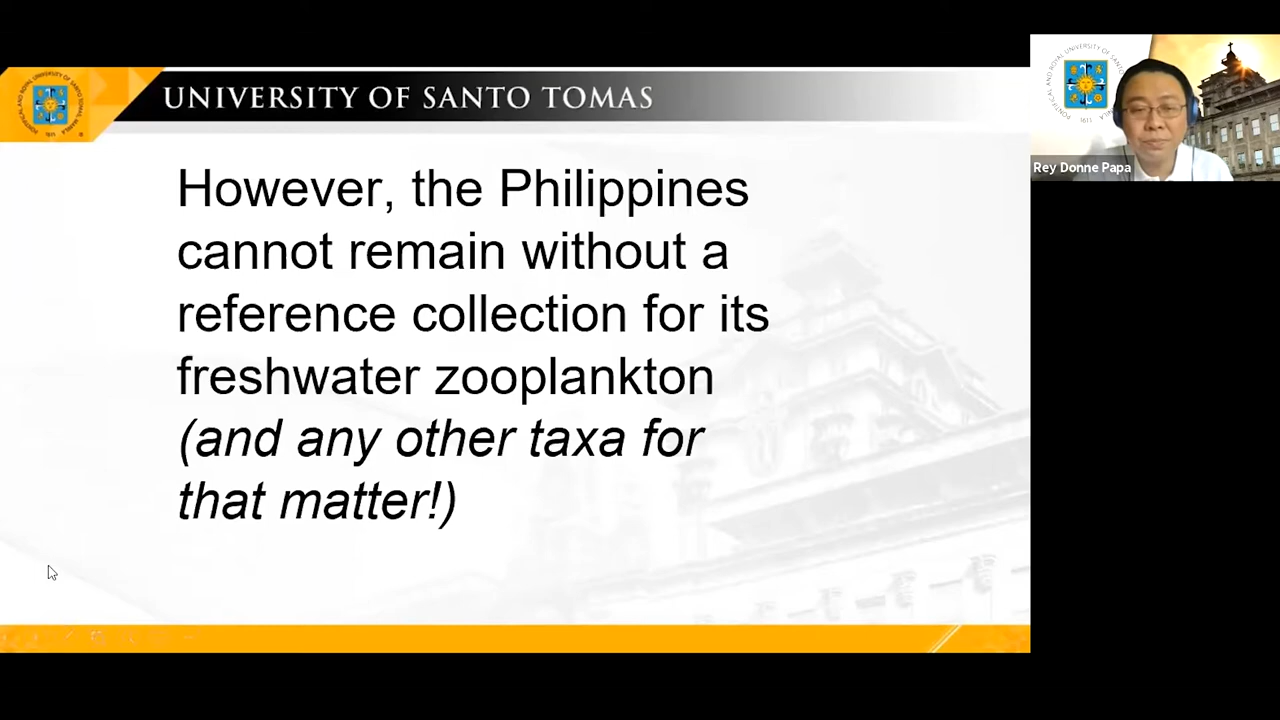 UNIVERSITY OF SANTO TOMAS
However, the Philippines
cannot remain without a
reference collection for its
freshwater zooplankton
(and any other taxa for
that matter!)
Rey Donne Papa